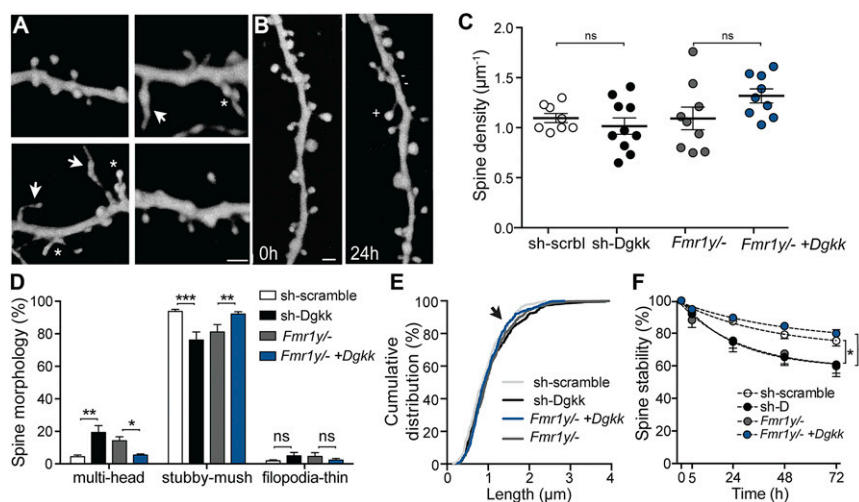 A
B
C
*
*
*
0h
24h
+
-
-
Spine density (µm⁻¹)
2.0
1.5
1.0
0.5
0.0
ns
ns
sh-scrbl
sh-Dgkk
Fmr1y/-
Fmr1y/- +Dgkk
D
Spine morphology (%)
100
80
60
40
20
0
** *
*** **
ns ns
sh-scramble
sh-Dgkk
Fmr1y/-
Fmr1y/- +Dgkk
multi-head
stubby-mush
filopodia-thin
E
Cumulative
distribution (%)
100
80
60
40
20
0
sh-scramble
sh-Dgkk
Fmr1y/- +Dgkk
Fmr1y/-
0 1 2 3 4
Length (µm)
F
Spine stability (%)
100
80
60
40
20
0
*
sh-scramble
sh-D
Fmr1y/-
Fmr1y/- +Dgkk
0 5 24 48 72
Time (h)